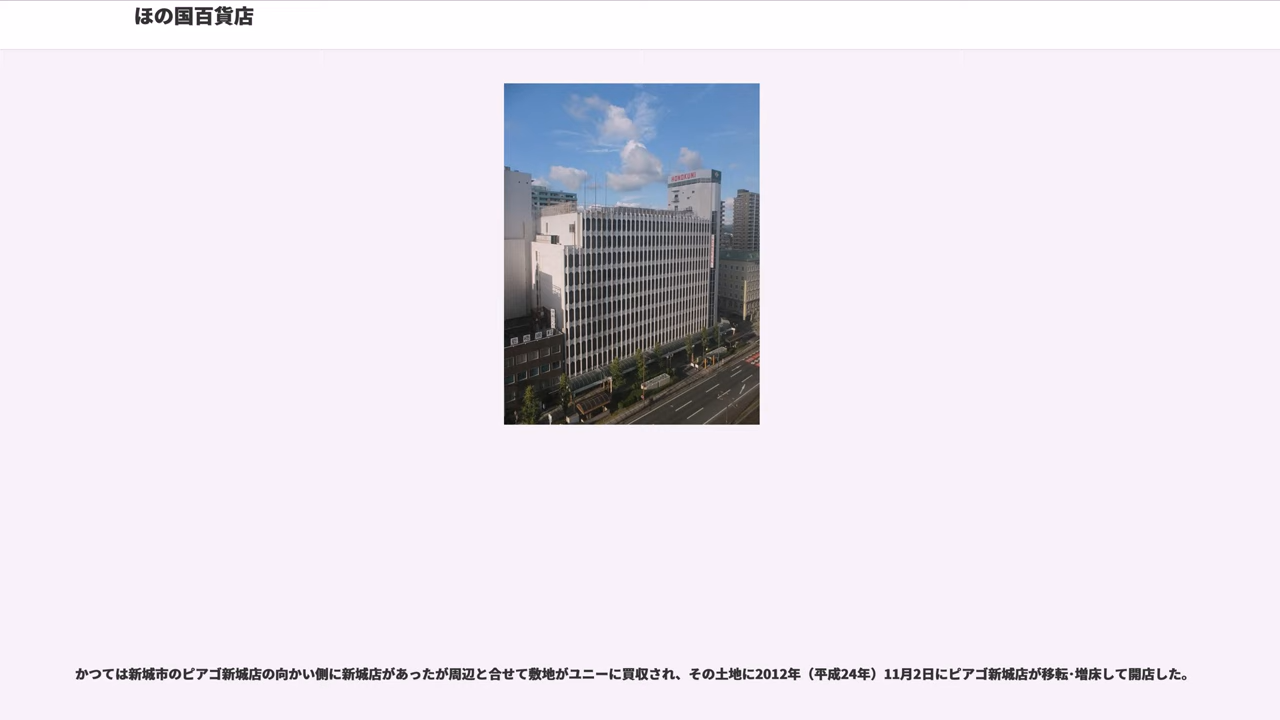 ほの国百貨店
HONOKUNI
かつては新城市のピアゴ新城店の向かい側に新城店があったが周辺と合せて敷地がユニーに買収され、その土地に2012年（平成24年）11月2日にピアゴ新城店が移転･増床して開店した。